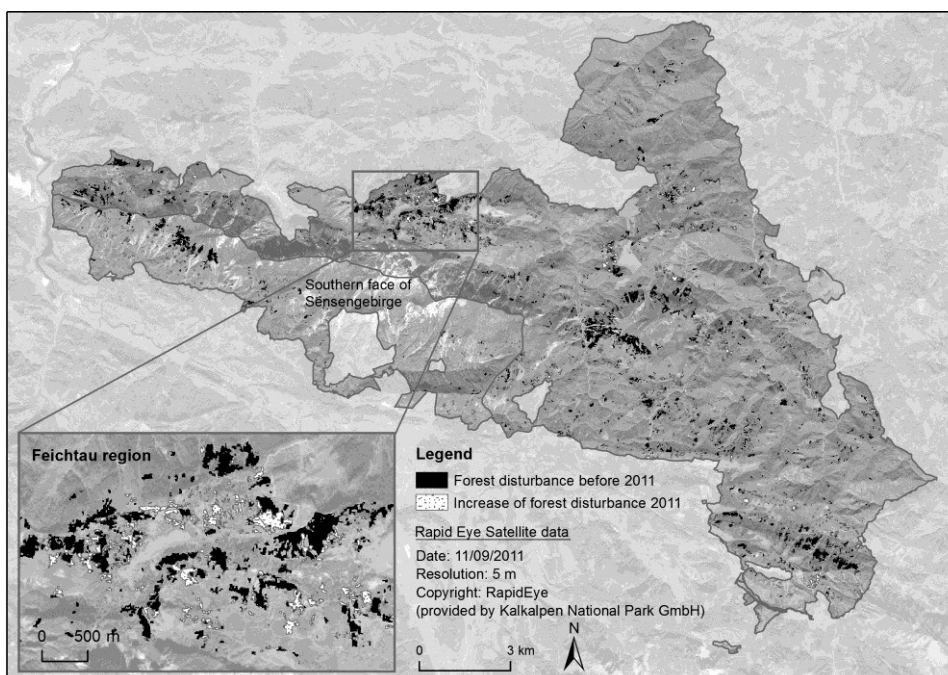 Southern face of
Sënsengebirge
Feichtau region
0 500 m
Legend
Forest disturbance before 2011
Increase of forest disturbance 2011
Rapid Eye Satellite data
Date: 11/09/2011
Resolution: 5 m
Copyright: RapidEye
(provided by Kalkalpen National Park GmbH)
N
0 3 km